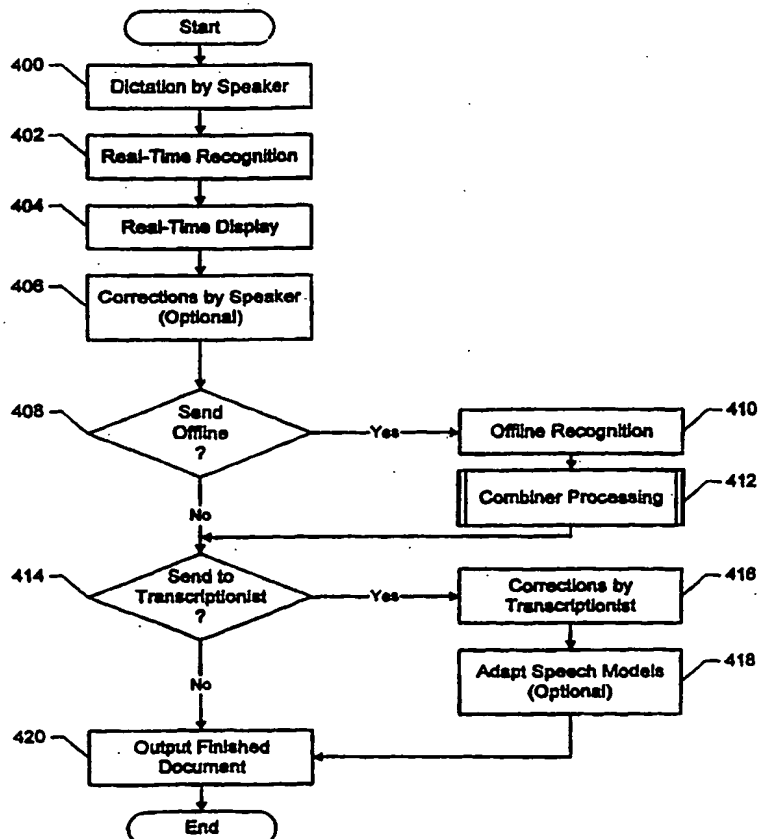 Start
400
Dictation by Speaker
402
Real-Time Recognition
404
Real-Time Display
406
Corrections by Speaker
(Optional)
408
Send
Offline
?
Yes
Offline Recognition
410
Combiner Processing
412
No
414
Send to
Transcriptionist
?
Yes
Corrections by
Transcriptionist
416
Adapt Speech Models
(Optional)
418
No
420
Output Finished
Document
End